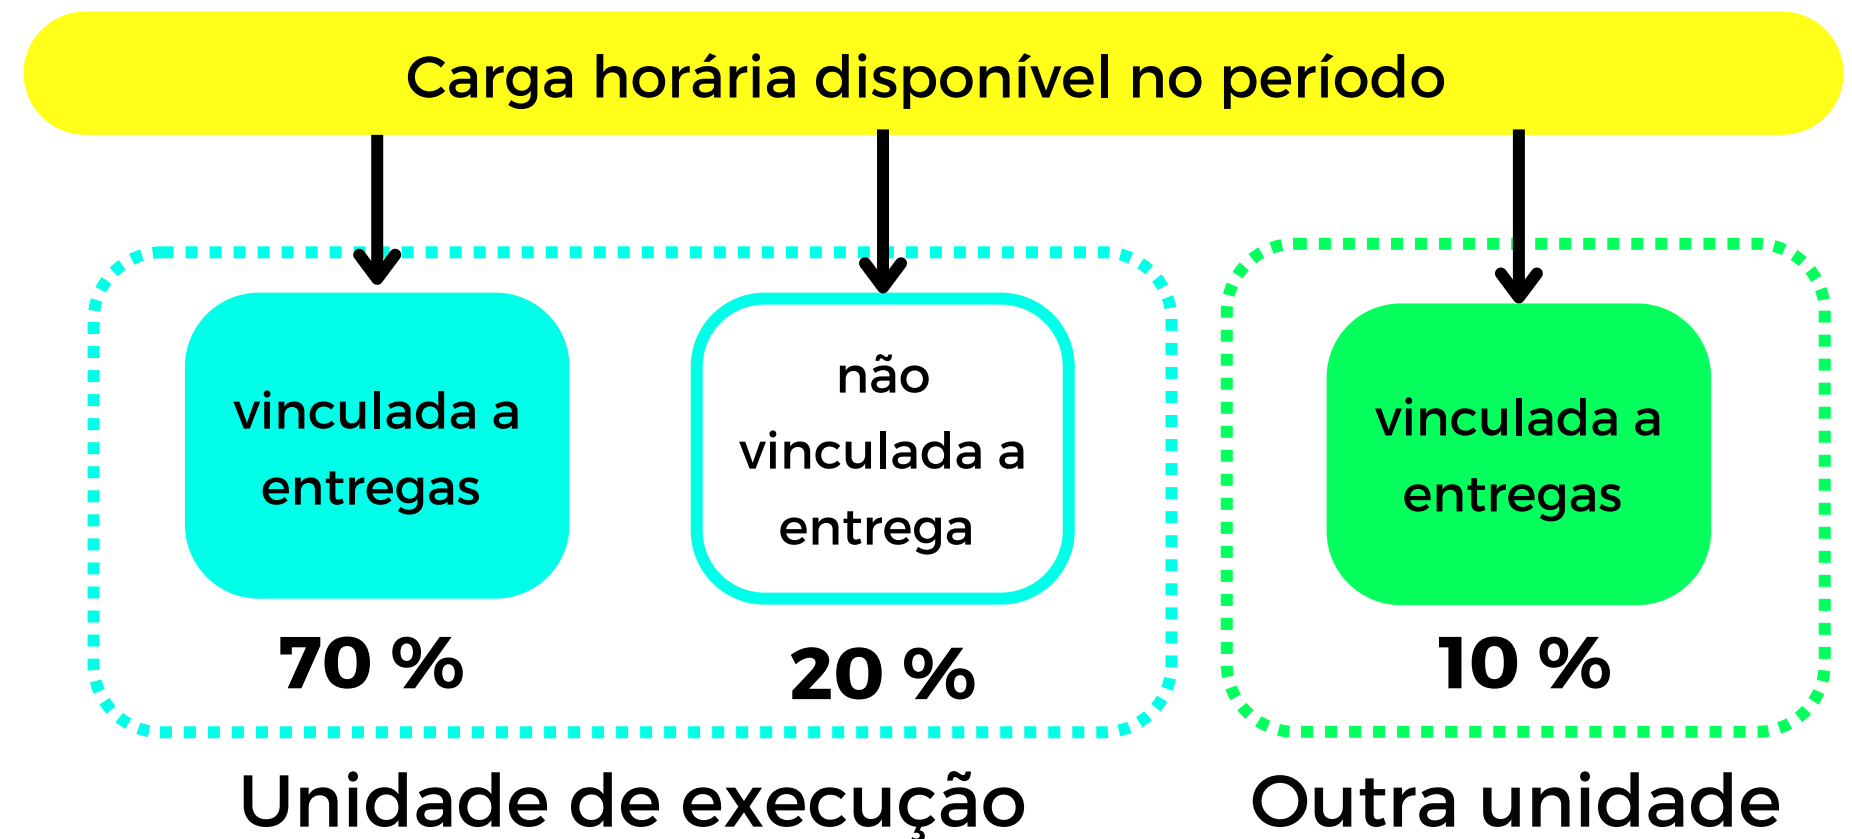 Carga horária disponível no período
vinculada a
entregas
70 %
não
vinculada a
entrega
20 %
vinculada a
entregas
10 %
Unidade de execução
Outra unidade